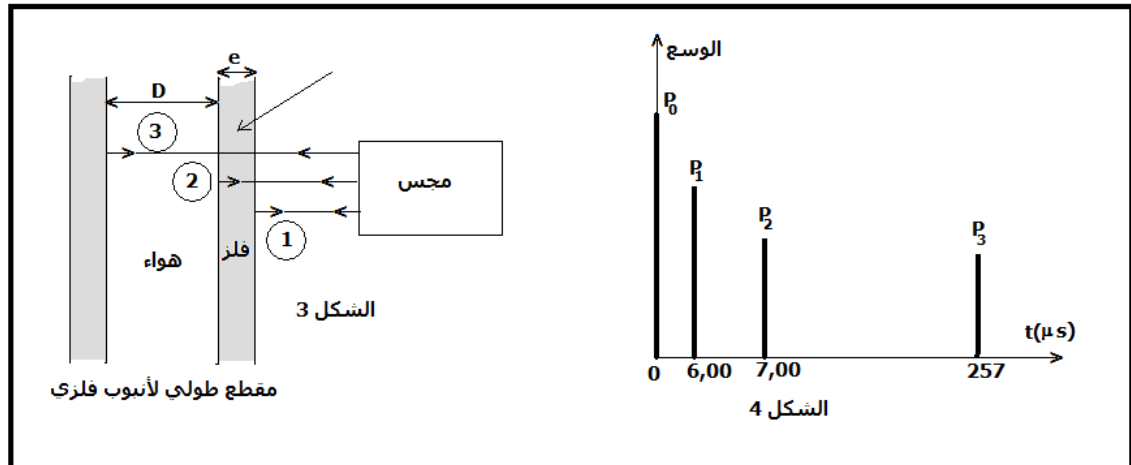 e
D
3
2
1
مجس
فلز
هواء
الشكل 3
مقطع طولي لأنبوب فلزي
الوسع
P0
P1
P2
P3
t(μs)
0 6,00 7,00 257
الشكل 4